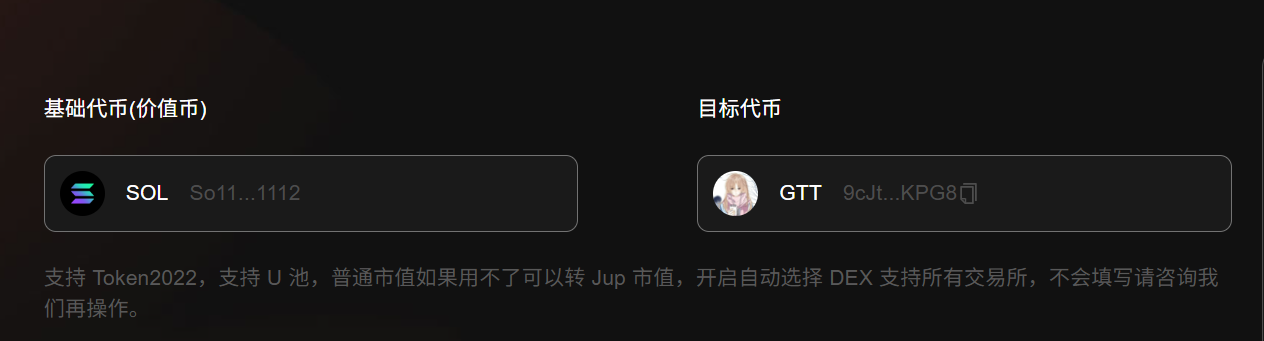 基础代币(价值币)
目标代币
SOL So11...1112
GTT 9cJt...KPG8
支持 Token2022，支持 U 池，普通市值如果用不了可以转 Jup 市值，开启自动选择 DEX 支持所有交易所，不会填写请咨询我
们再操作。